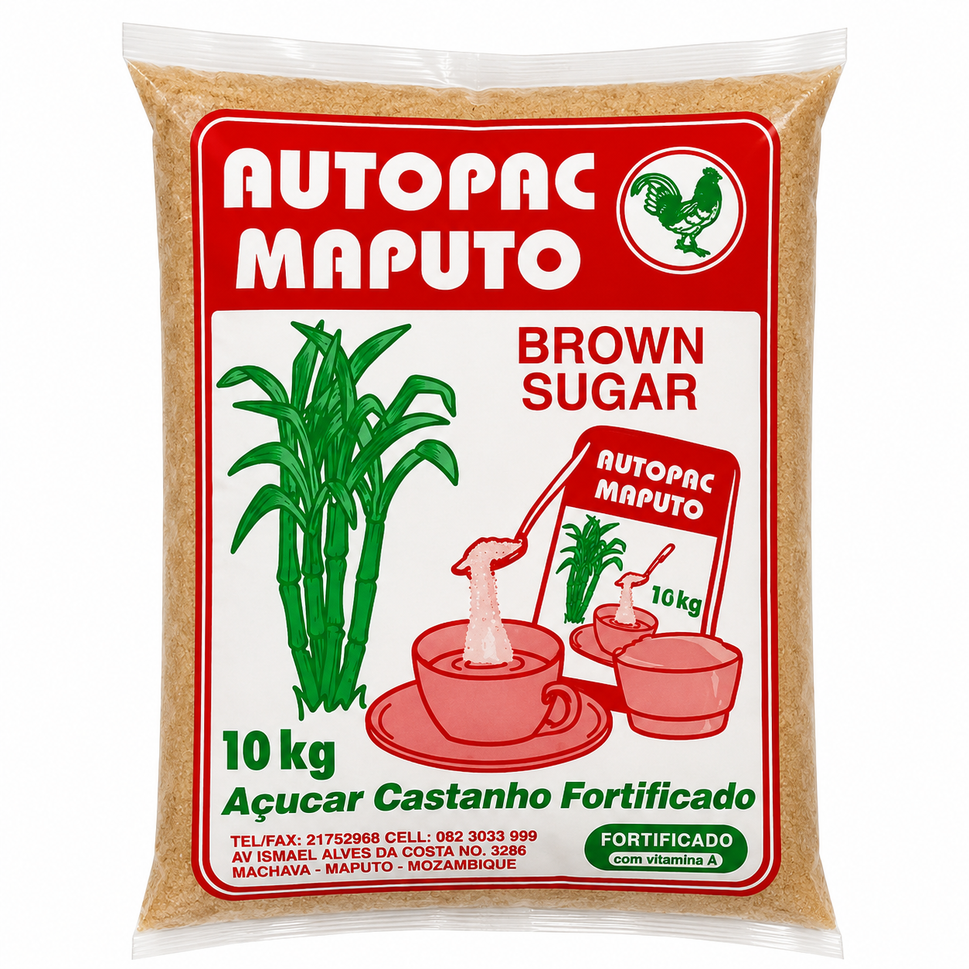 AUTOPAC
MAPUTO
BROWN
SUGAR
AUTOPAC
MAPUTO
10 kg
10 kg
Açucar Castanho Fortificado
TEL/FAX: 21752968 CELL: 082 3033 999
AV ISMAEL ALVES DA COSTA NO. 3286
MACHAVA - MAPUTO - MOZAMBIQUE
FORTIFICADO
com vitamina A